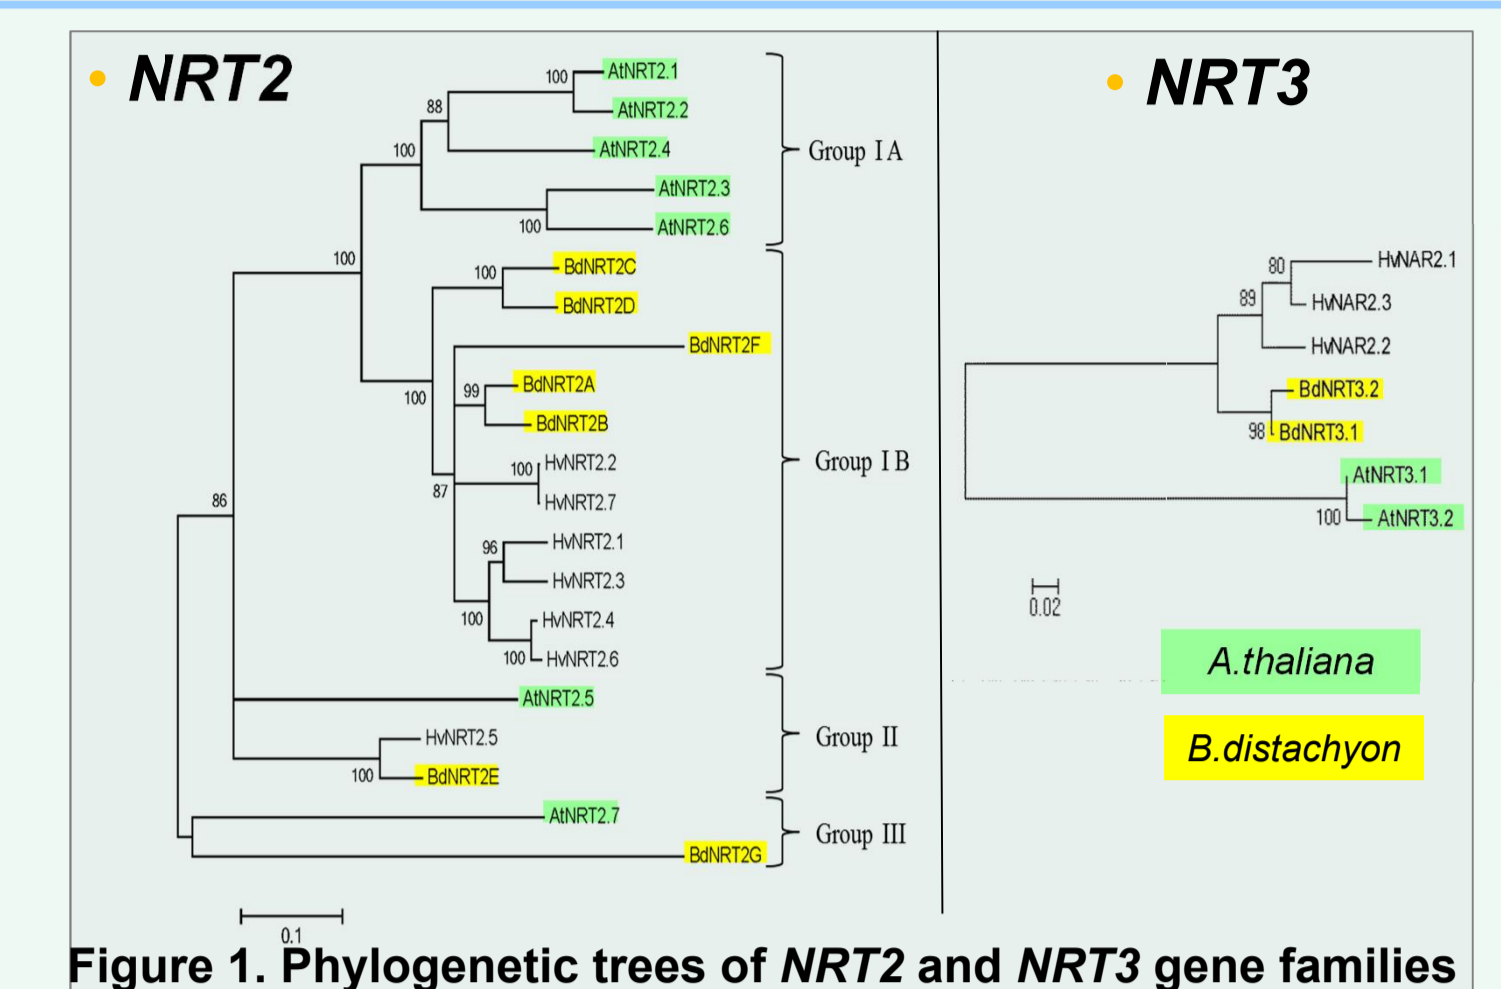 • NRT2
100
AtNRT2.1
AtNRT2.2
88
AtNRT2.4
100
AtNRT2.3
100
AtNRT2.6
Group I A
100
100
BdNRT2C
BdNRT2D
BdNRT2F
99
BdNRT2A
100
BdNRT2B
100
HvNRT2.2
87
HvNRT2.7
Group I B
96
HvNRT2.1
HvNRT2.3
100
HvNRT2.4
100
HvNRT2.6
86
AtNRT2.5
HvNRT2.5
100
BdNRT2E
Group II
AtNRT2.7
BdNRT2G
Group III
0.1
• NRT3
80
HvNAR2.1
89
HvNAR2.3
HvNAR2.2
BdNRT3.2
98
BdNRT3.1
AtNRT3.1
100
AtNRT3.2
0.02
A.thaliana
B.distachyon
Figure 1. Phylogenetic trees of NRT2 and NRT3 gene families